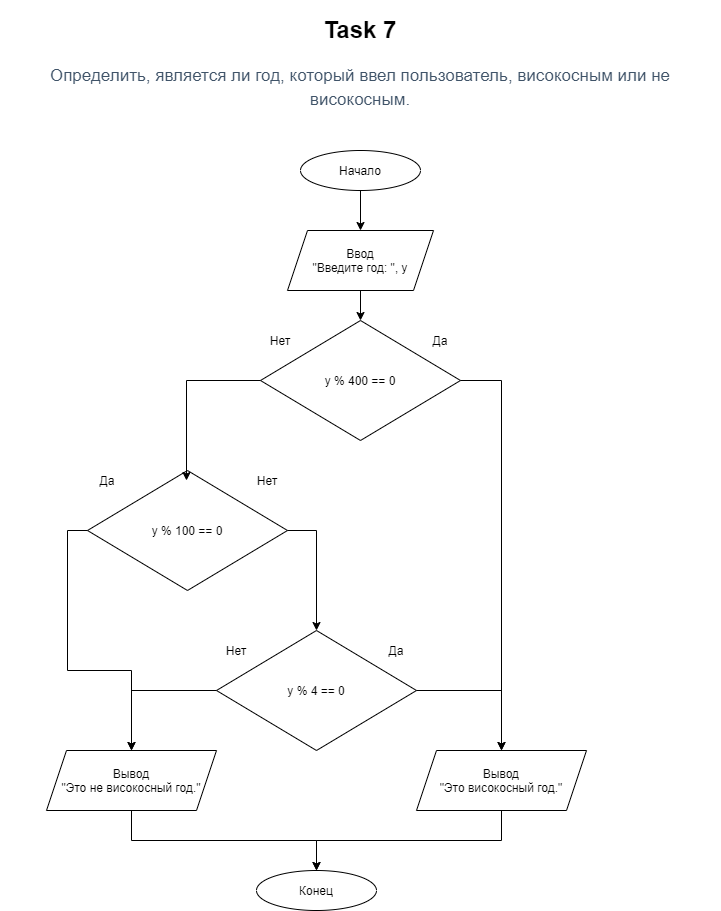 Task 7
Определить, является ли год, который ввел пользователь, високосным или не
високосным.
Начало
Ввод
"Введите год: ", y
Нет
Да
y % 400 == 0
Да
Нет
y % 100 == 0
Нет
Да
y % 4 == 0
Вывод
"Это не високосный год."
Вывод
"Это високосный год."
Конец